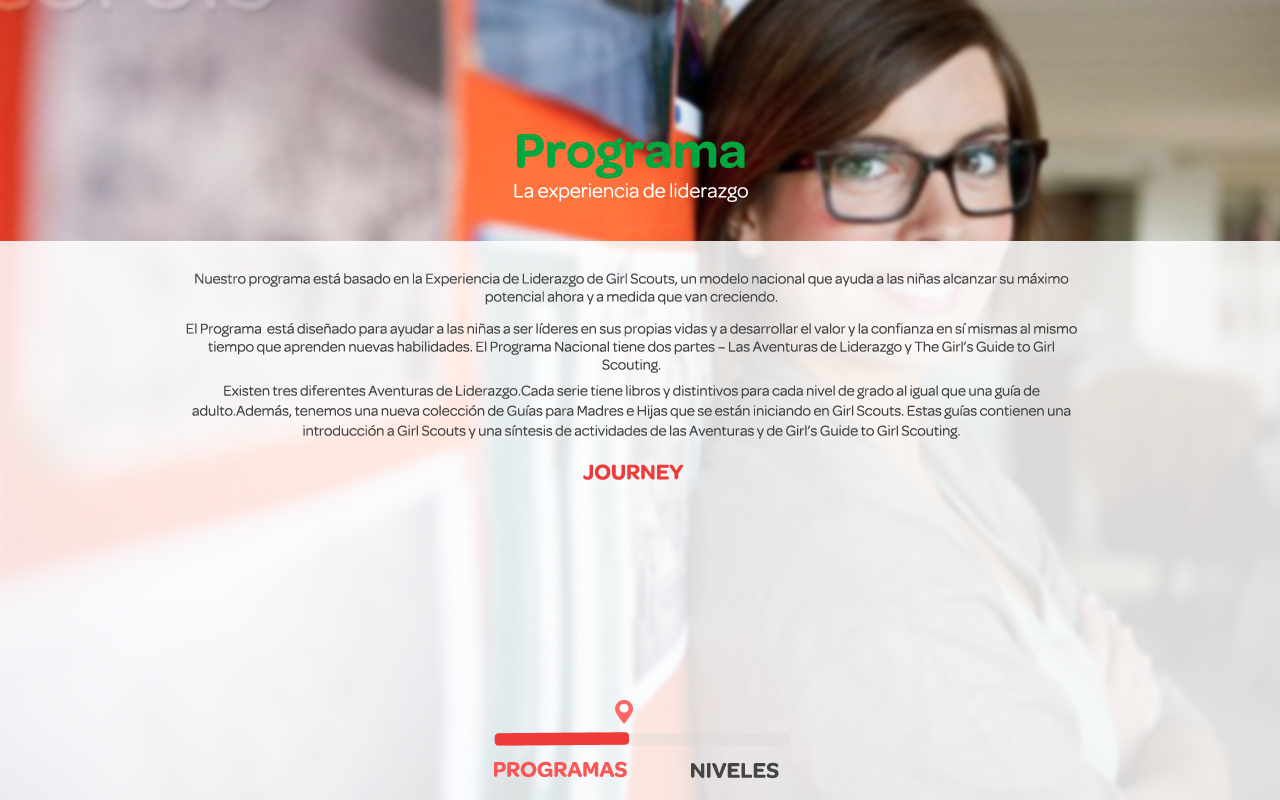 Programa
La experiencia de liderazgo
Nuestro programa está basado en la Experiencia de Liderazgo de Girl Scouts, un modelo nacional que ayuda a las niñas alcanzar su máximo
potencial ahora y a medida que van creciendo.
El Programa  está diseñado para ayudar a las niñas a ser líderes en sus propias vidas y a desarrollar el valor y la confianza en sí mismas al mismo
tiempo que aprenden nuevas habilidades. El Programa Nacional tiene dos partes – Las Aventuras de Liderazgo y The Girl’s Guide to Girl
Scouting.
Existen tres diferentes Aventuras de Liderazgo.Cada serie tiene libros y distintivos para cada nivel de grado al igual que una guía de
adulto.Además, tenemos una nueva colección de Guías para Madres e Hijas que se están iniciando en Girl Scouts. Estas guías contienen una
introducción a Girl Scouts y una síntesis de actividades de las Aventuras y de Girl’s Guide to Girl Scouting.
JOURNEY
PROGRAMAS
NIVELES